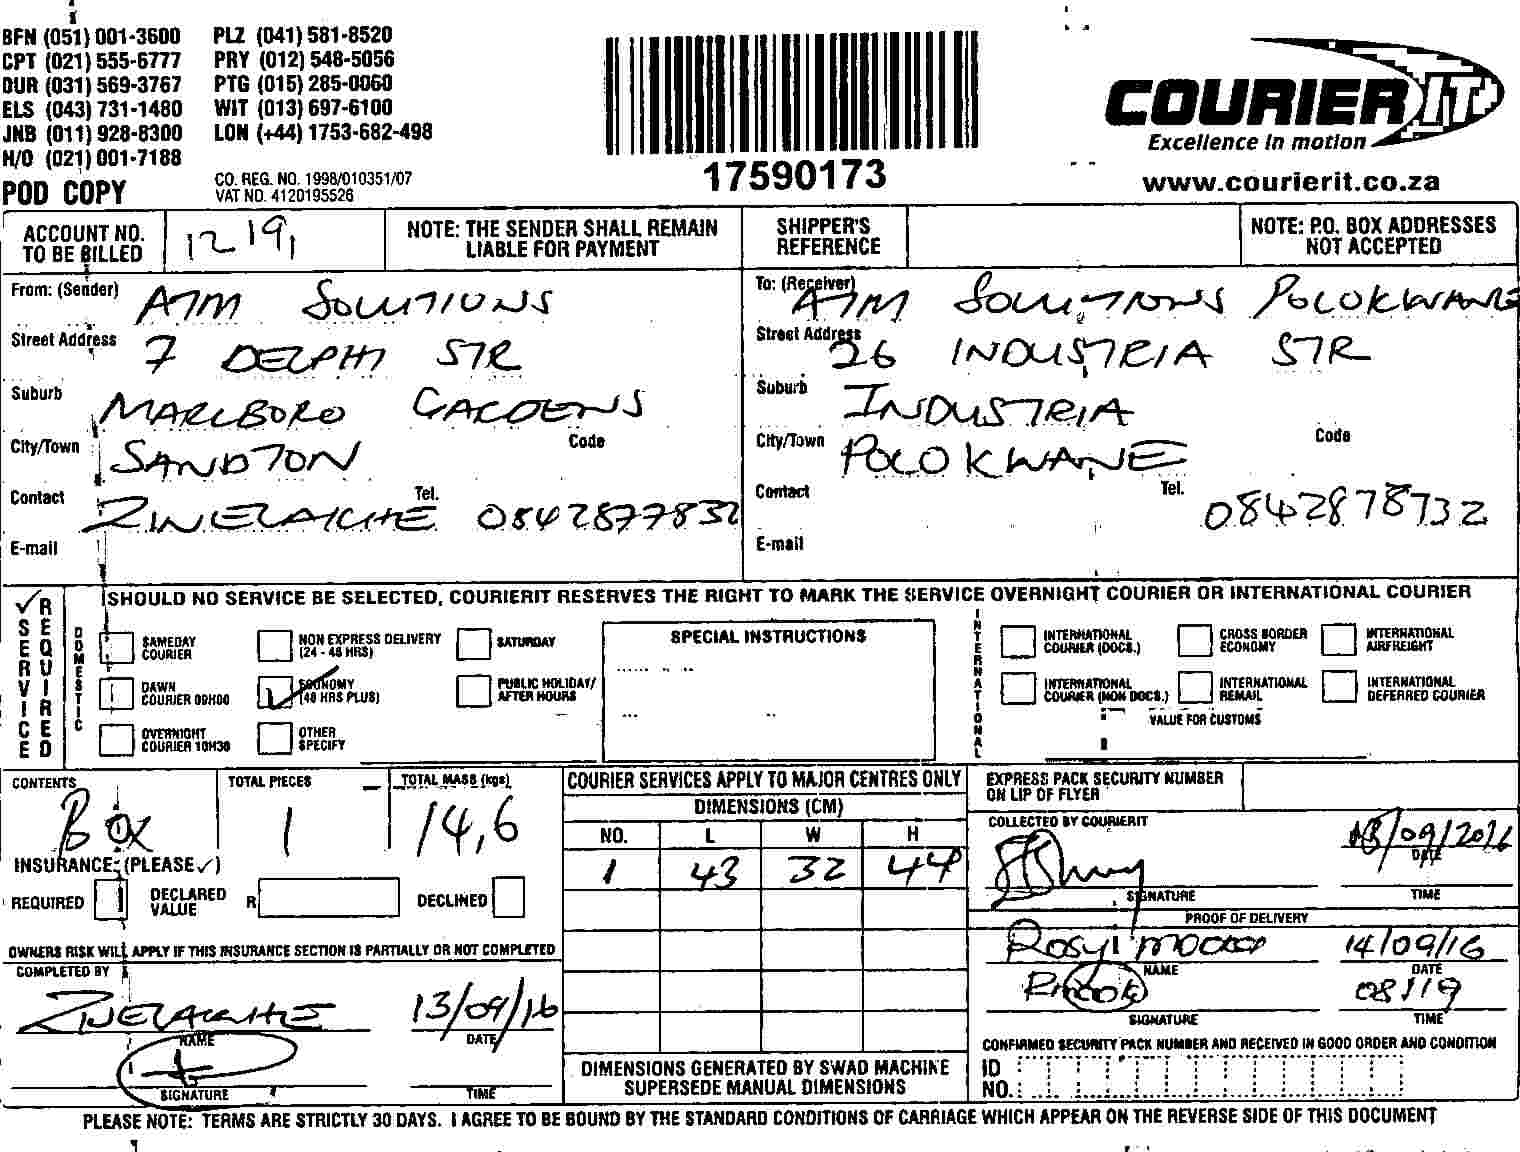 BFN (051) 001-3600 PLZ (041) 581-8520
CPT (021) 555-6777 PRY (012) 548-5056
DUR (031) 569-3767 PTG (015) 285-0060
ELS (043) 731-1480 WIT (013) 697-6100
JNB (011) 928-8300 LON (+44) 1753-682-498
H/O (021) 001-7188
POD COPY
CO. REG. NO. 1998/010351/07
VAT NO. 4120195526
17590173
COURIER IT
Excellence in motion
www.courierit.co.za
ACCOUNT NO. TO BE BILLED 1219
NOTE: THE SENDER SHALL REMAIN LIABLE FOR PAYMENT
SHIPPER'S REFERENCE
NOTE: P.O. BOX ADDRESSES NOT ACCEPTED
From: (Sender) ATM SOLUTIONS
Street Address 7 DELPHI STR
Suburb MARLBORO GARDENS
City/Town SANDTON Code
Contact Tel. 0842877832
E-mail
To: (Receiver) ATM SOLUTIONS POLOKWANE
Street Address 26 INDUSTRIA STR
Suburb INDUSTRIA
City/Town POLOKWANE Code
Contact Tel. 0842878732
E-mail
✓ SERVICE REQUIRED
SHOULD NO SERVICE BE SELECTED, COURIERIT RESERVES THE RIGHT TO MARK THE SERVICE OVERNIGHT COURIER OR INTERNATIONAL COURIER
DOMESTIC
SAMEDAY COURIER
NON EXPRESS DELIVERY (24 - 48 HRS)
SATURDAY
DAWN COURIER 09H00
✓ ECONOMY (48 HRS PLUS)
PUBLIC HOLIDAY/ AFTER HOURS
OVERNIGHT COURIER 10H30
OTHER SPECIFY
SPECIAL INSTRUCTIONS
INTERNATIONAL
INTERNATIONAL COURIER (DOCS.)
CROSS BORDER ECONOMY
INTERNATIONAL AIRFREIGHT
INTERNATIONAL COURIER (NON DOCS.)
INTERNATIONAL REMAIL
INTERNATIONAL DEFERRED COURIER
VALUE FOR CUSTOMS
CONTENTS BOX
TOTAL PIECES 1
TOTAL MASS (kgs) 14,6
INSURANCE: (PLEASE ✓)
REQUIRED
DECLARED VALUE R
DECLINED
OWNERS RISK WILL APPLY IF THIS INSURANCE SECTION IS PARTIALLY OR NOT COMPLETED
COMPLETED BY
13/09/16
NAME DATE
SIGNATURE TIME
COURIER SERVICES APPLY TO MAJOR CENTRES ONLY
DIMENSIONS (CM)
NO. L W H
1 43 32 44
DIMENSIONS GENERATED BY SWAD MACHINE SUPERSEDE MANUAL DIMENSIONS
EXPRESS PACK SECURITY NUMBER ON LIP OF FLYER
COLLECTED BY COURIERIT
13/09/2016
DATE
SIGNATURE TIME
PROOF OF DELIVERY
14/09/16
NAME DATE
08:19
SIGNATURE TIME
CONFIRMED SECURITY PACK NUMBER AND RECEIVED IN GOOD ORDER AND CONDITION
ID NO.:
PLEASE NOTE: TERMS ARE STRICTLY 30 DAYS. I AGREE TO BE BOUND BY THE STANDARD CONDITIONS OF CARRIAGE WHICH APPEAR ON THE REVERSE SIDE OF THIS DOCUMENT